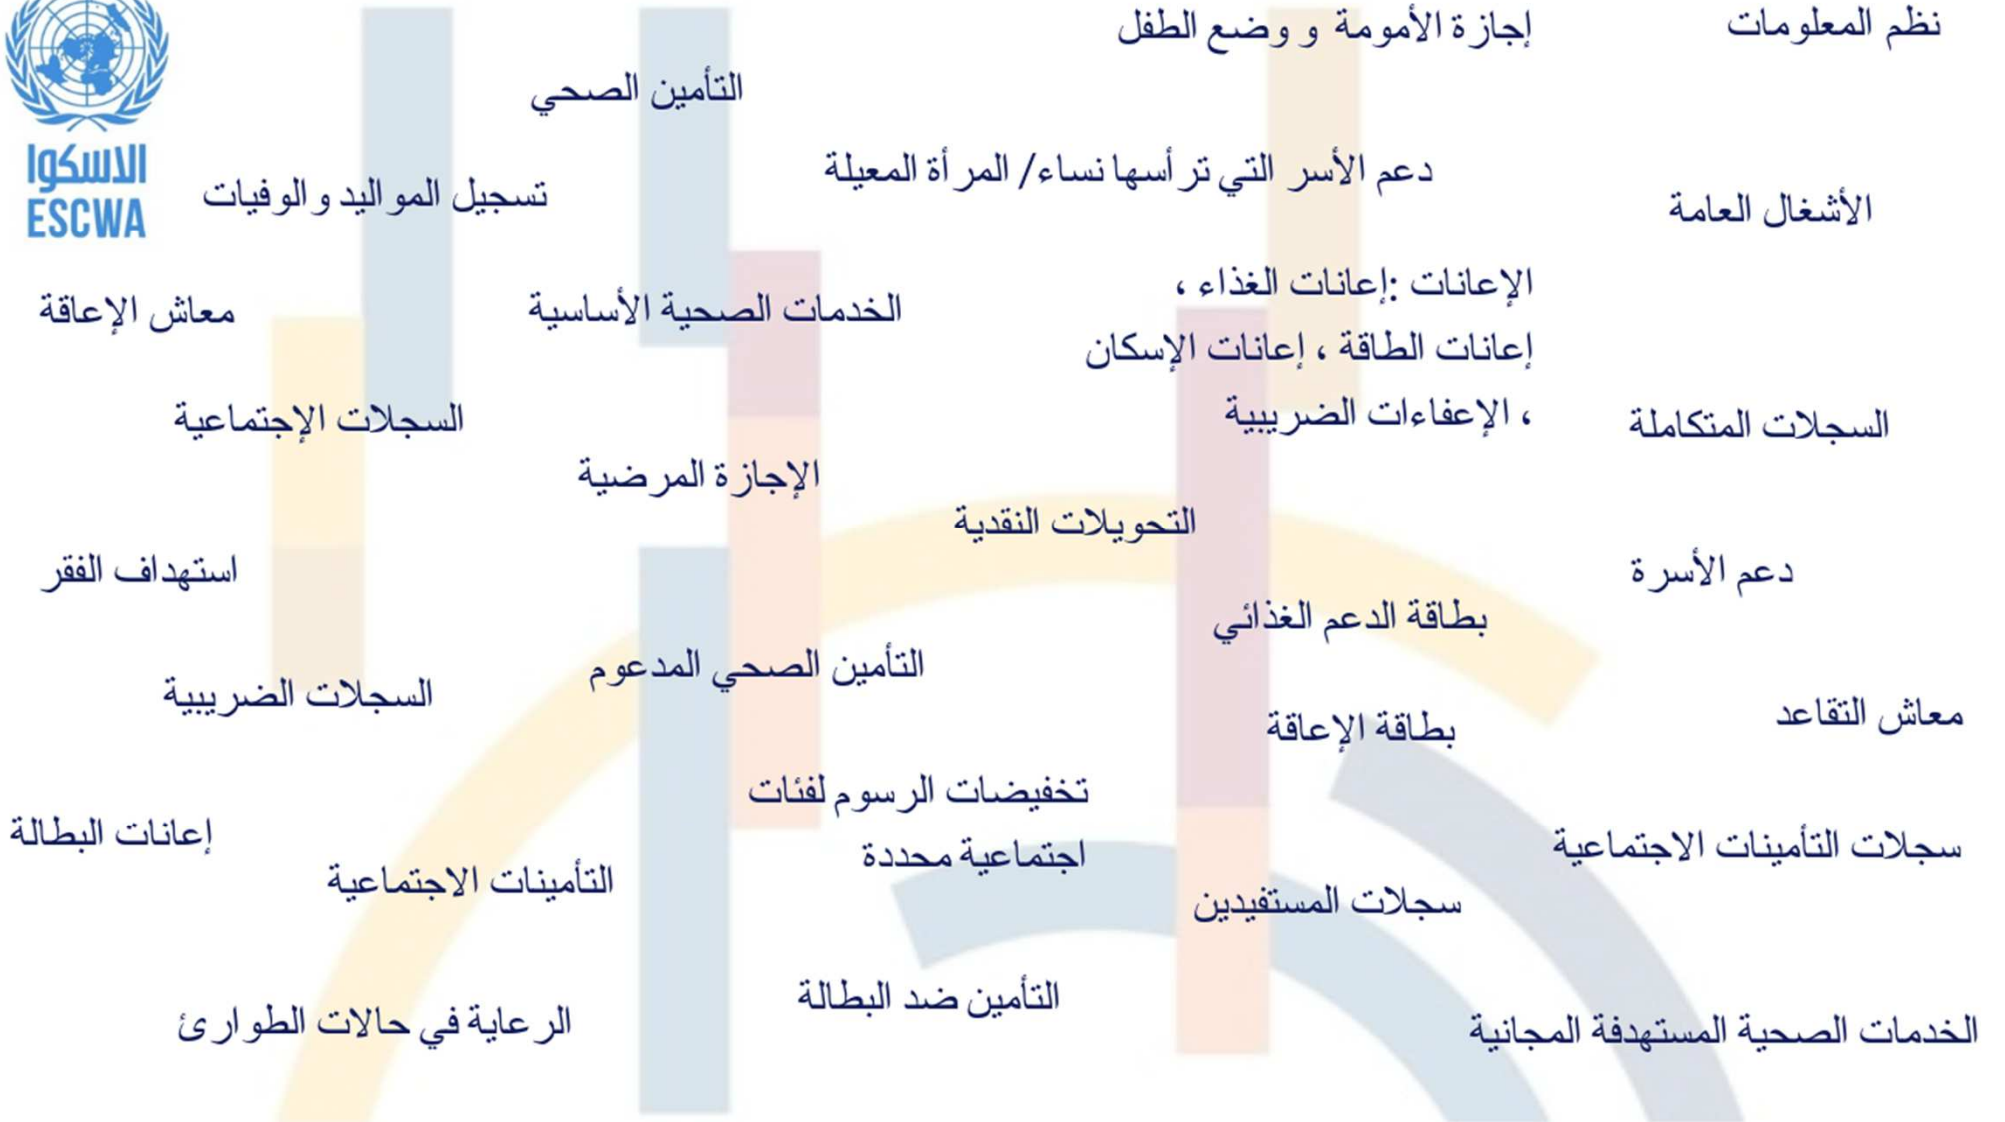 نظم المعلومات
إجازة الأمومة و وضع الطفل
التأمين الصحي
الاسكوا
ESCWA
دعم الأسر التي ترأسها نساء/ المرأة المعيلة
تسجيل المواليد و الوفيات
الأشغال العامة
الإعانات :إعانات الغذاء ،
إعانات الطاقة ، إعانات الإسكان
، الإعفاءات الضريبية
الخدمات الصحية الأساسية
معاش الإعاقة
السجلات المتكاملة
السجلات الإجتماعية
الإجازة المرضية
التحويلات النقدية
دعم الأسرة
استهداف الفقر
بطاقة الدعم الغذائي
التأمين الصحي المدعوم
السجلات الضريبية
معاش التقاعد
بطاقة الإعاقة
تخفيضات الرسوم لفئات
اجتماعية محددة
إعانات البطالة
سجلات التأمينات الاجتماعية
التأمينات الاجتماعية
سجلات المستفيدين
التأمين ضد البطالة
الرعاية في حالات الطوارئ
الخدمات الصحية المستهدفة المجانية